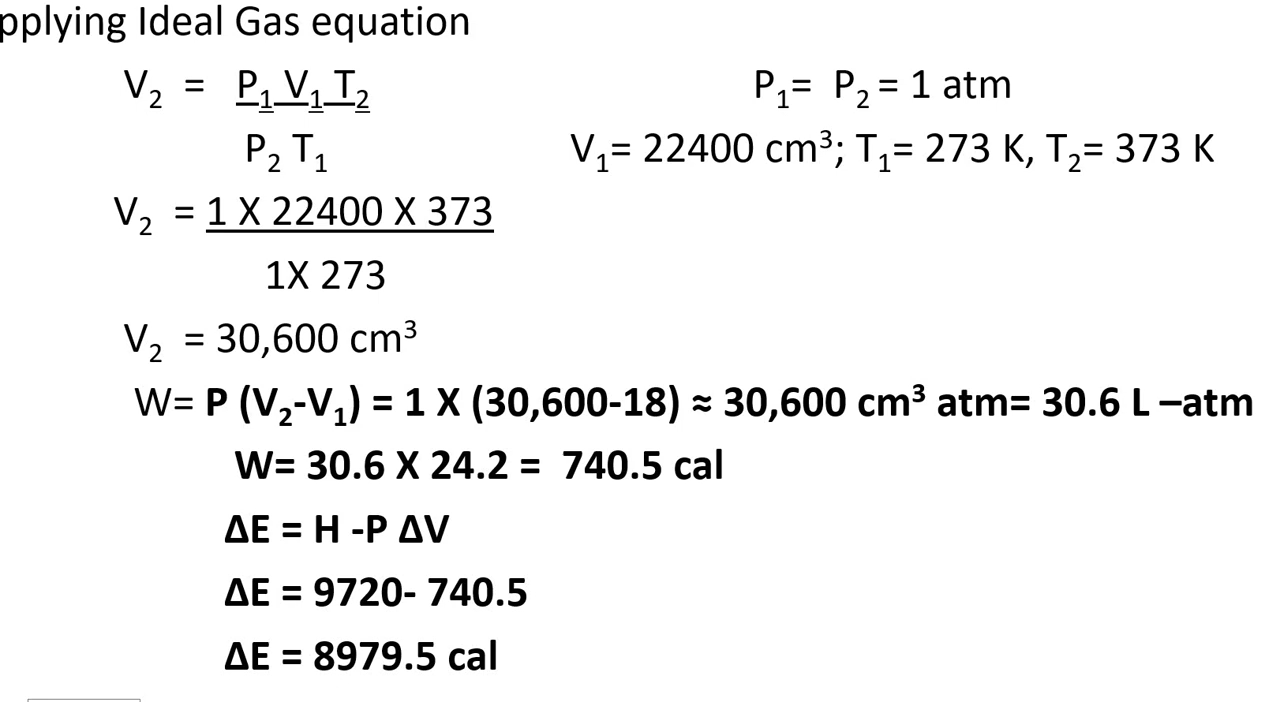 pplying Ideal Gas equation
V₂ = P₁ V₁ T₂ P₁= P₂ = 1 atm
P₂ T₁ V₁= 22400 cm³; T₁= 273 K, T₂= 373 K
V₂ = 1 X 22400 X 373
1X 273
V₂ = 30,600 cm³
W= P (V₂-V₁) = 1 X (30,600-18) ≈ 30,600 cm³ atm= 30.6 L –atm
W= 30.6 X 24.2 = 740.5 cal
ΔE = H -P ΔV
ΔE = 9720- 740.5
ΔE = 8979.5 cal